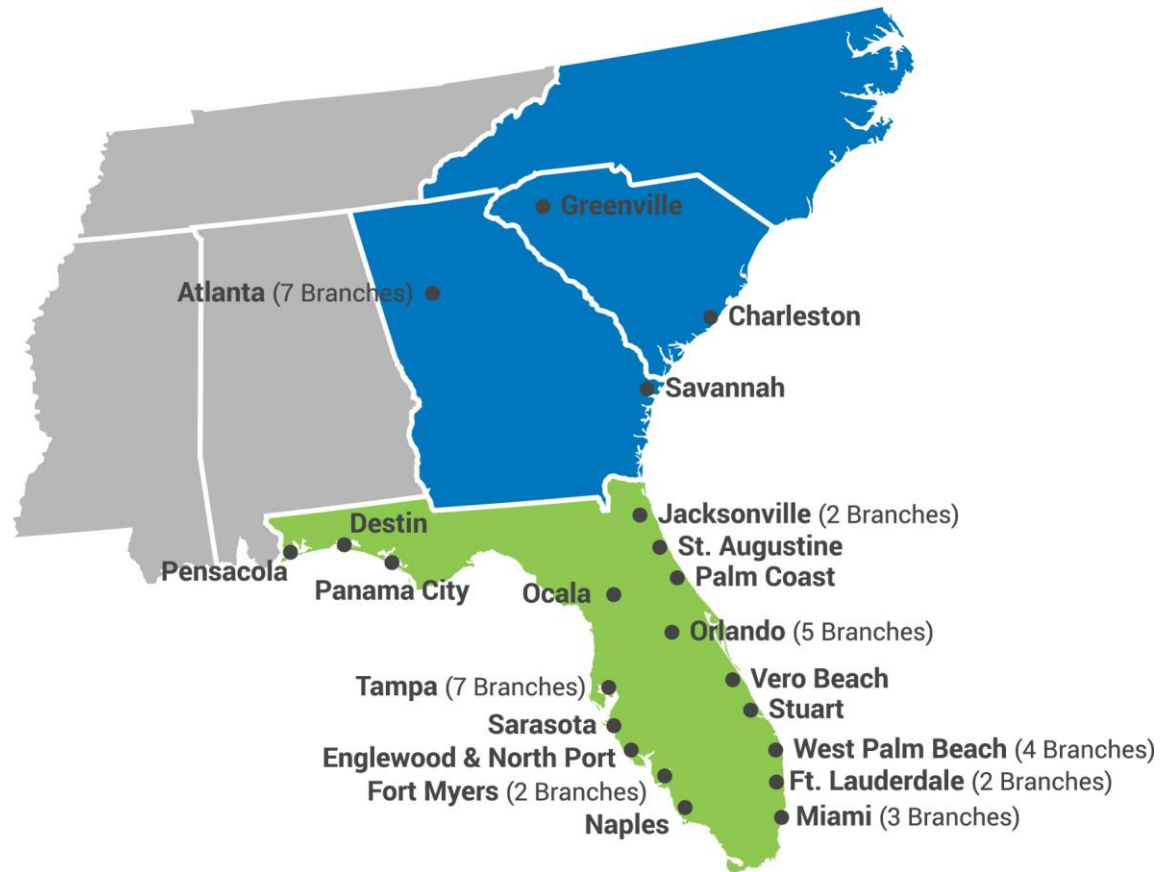 Greenville
Atlanta (7 Branches)
Charleston
Savannah
Jacksonville (2 Branches)
Destin
St. Augustine
Pensacola
Palm Coast
Panama City
Ocala
Orlando (5 Branches)
Vero Beach
Tampa (7 Branches)
Stuart
Sarasota
West Palm Beach (4 Branches)
Englewood & North Port
Ft. Lauderdale (2 Branches)
Fort Myers (2 Branches)
Miami (3 Branches)
Naples